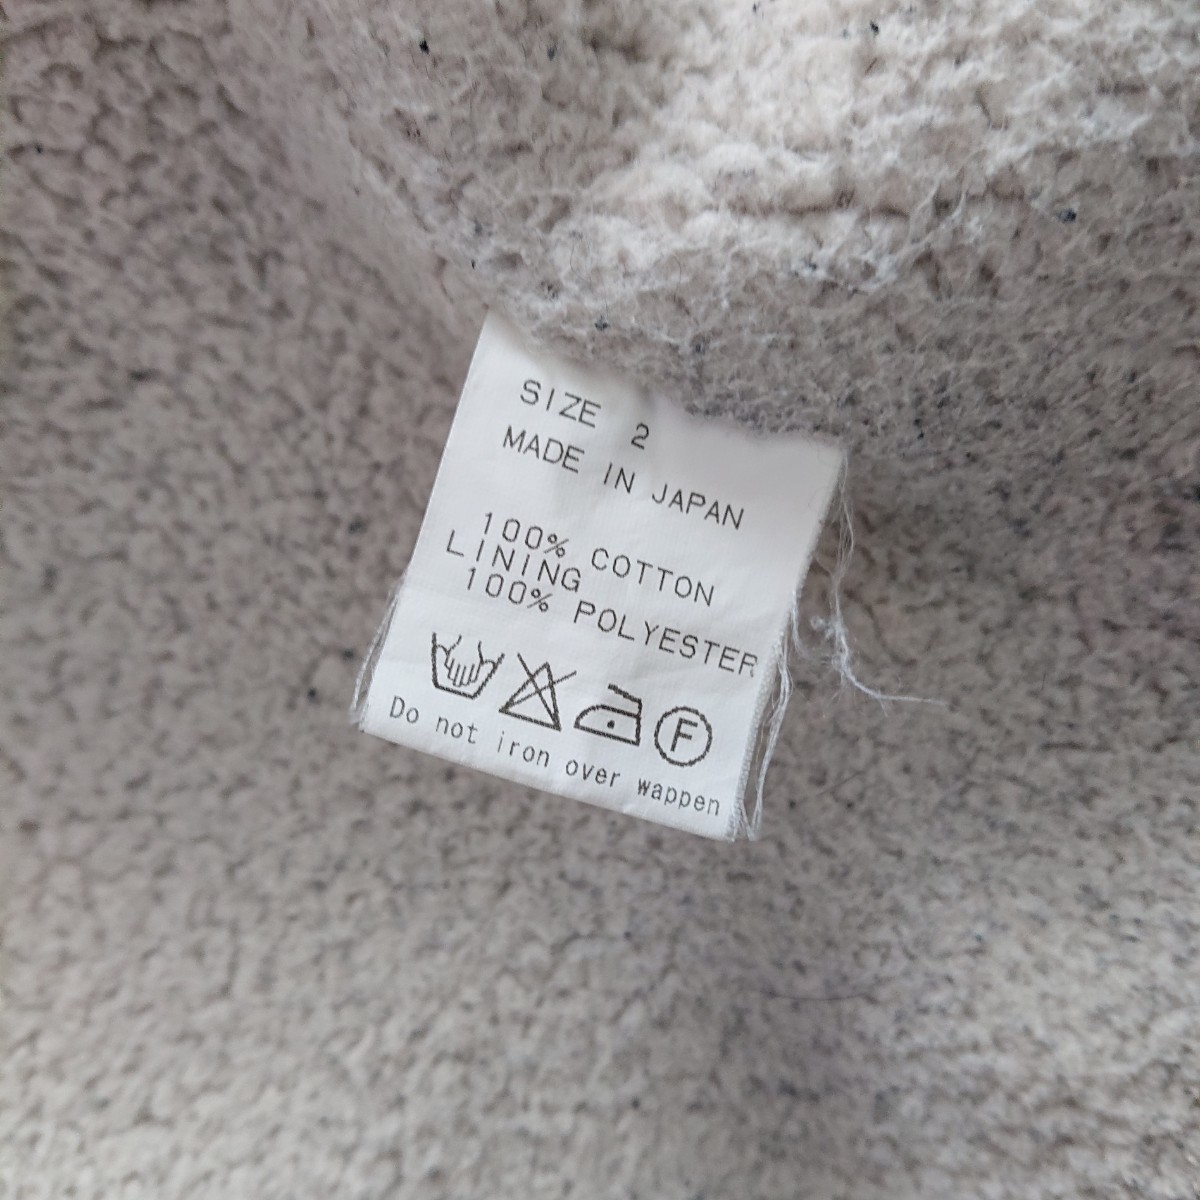 SIZE 2
MADE IN JAPAN
100% COTTON
LINING
100% POLYESTER
F
Do not iron over wappen